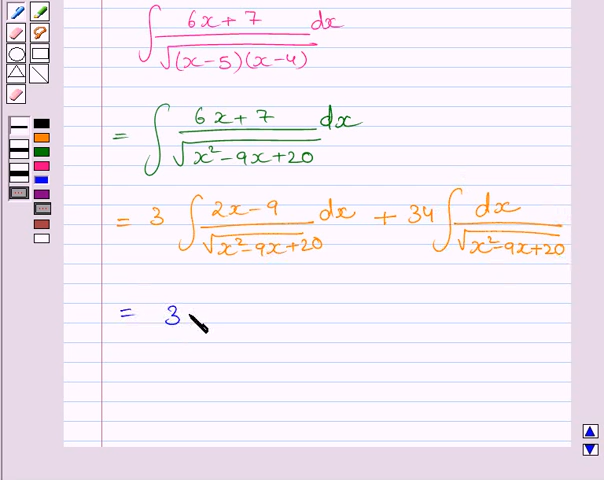 ∫ (6x + 7)/√((x-5)(x-4)) dx
= ∫ (6x + 7)/√(x² - 9x + 20) dx
= 3 ∫ (2x - 9)/√(x² - 9x + 20) dx + 34 ∫ dx/√(x² - 9x + 20)
= 3